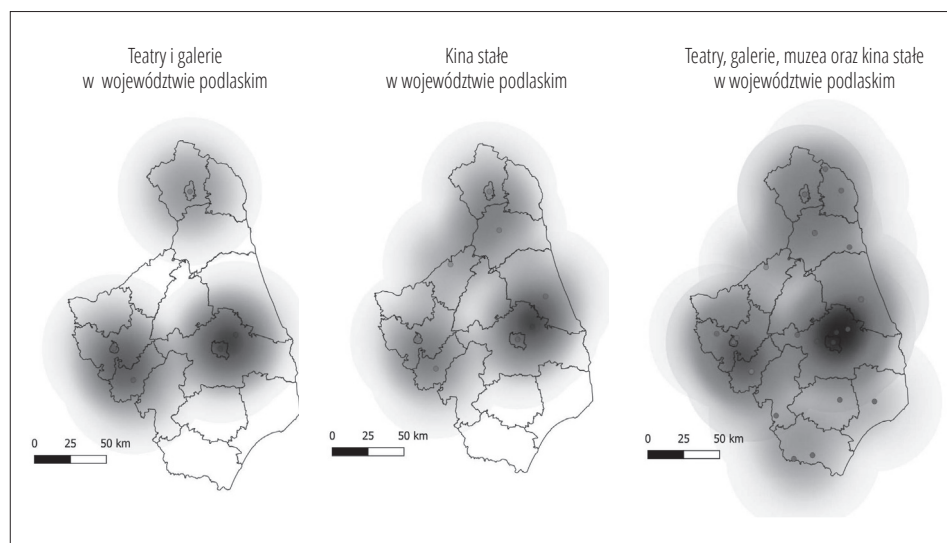 Teatry i galerie
w województwie podlaskim
0 25 50 km
Kina stałe
w województwie podlaskim
0 25 50 km
Teatry, galerie, muzea oraz kina stałe
w województwie podlaskim
0 25 50 km